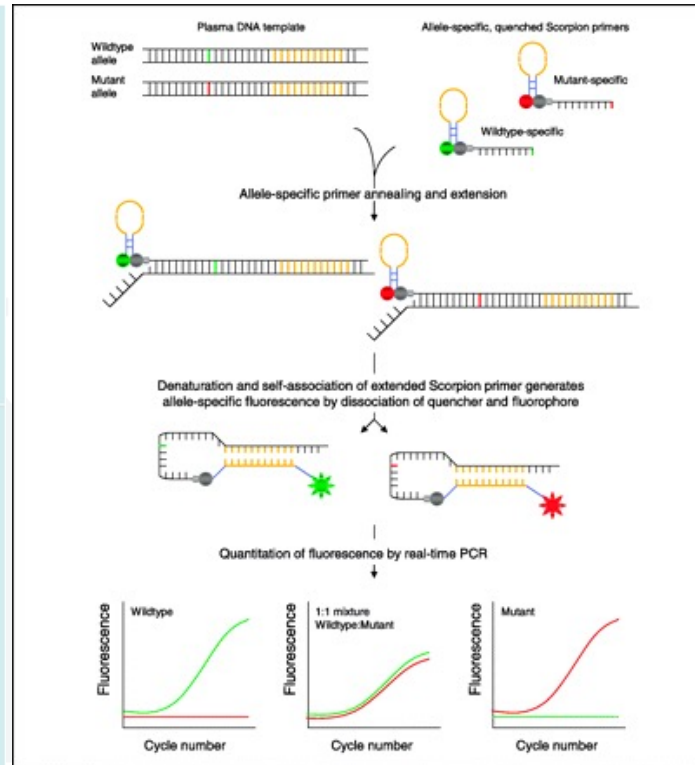 Plasma DNA template
Allele-specific, quenched Scorpion primers
Wildtype
allele
Mutant
allele
Mutant-specific
Wildtype-specific
Allele-specific primer annealing and extension
Denaturation and self-association of extended Scorpion primer generates
allele-specific fluorescence by dissociation of quencher and fluorophore
Quantitation of fluorescence by real-time PCR
Fluorescence
Wildtype
Cycle number
Fluorescence
1:1 mixture
Wildtype:Mutant
Cycle number
Fluorescence
Mutant
Cycle number